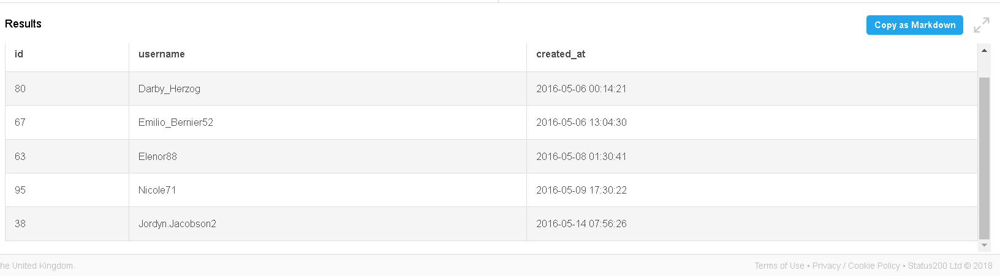 Results
Copy as Markdown
id username created_at
80 Darby_Herzog 2016-05-06 00:14:21
67 Emilio_Bernier52 2016-05-06 13:04:30
63 Elenor88 2016-05-08 01:30:41
95 Nicole71 2016-05-09 17:30:22
38 Jordyn.Jacobson2 2016-05-14 07:56:26
he United Kingdom.
Terms of Use • Privacy / Cookie Policy • Status200 Ltd © 2018